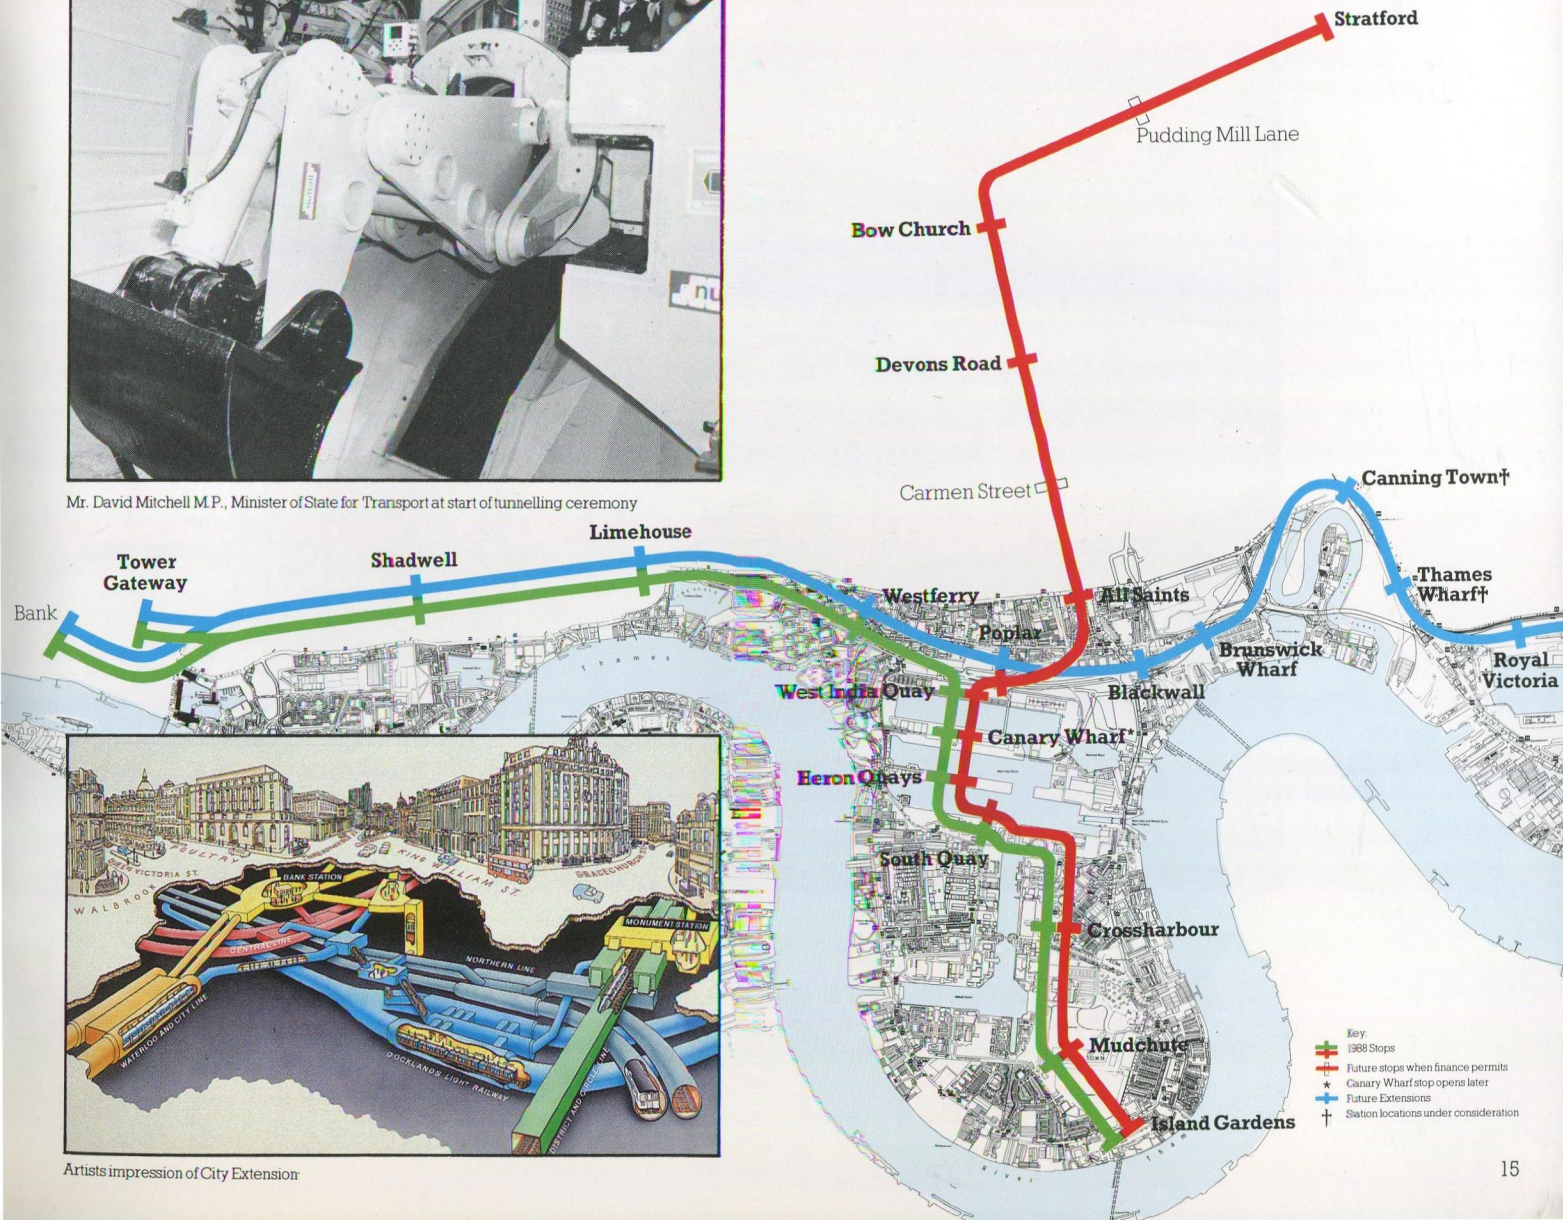 Stratford
Pudding Mill Lane
Bow Church
Devons Road
Carmen Street
nu
Mr. David Mitchell M.P., Minister of State for Transport at start of tunnelling ceremony
Canning Town†
Limehouse
Shadwell
Tower
Gateway
Bank
Westferry
All Saints
Thames
Wharf†
Poplar
Brunswick
Wharf
Royal
Victoria
Thames
West India Quay
Blackwall
Canary Wharf*
Heron Quays
South Quay
Crossharbour
Mudchute
Island Gardens
River
Tham
POULTRY
KING WILLIAM ST.
GRACECHURCH
QUEEN VICTORIA ST.
WALBROOK
BANK STATION
MONUMENT STATION
CENTRAL LINE
NORTHERN LINE
WATERLOO AND CITY LINE
DOCKLANDS LIGHT RAILWAY
DISTRICT AND CIRCLE LINE
Key:
1988 Stops
Future stops when finance permits
* Canary Wharf stop opens later
Future Extensions
† Station locations under consideration
Artists impression of City Extension
15